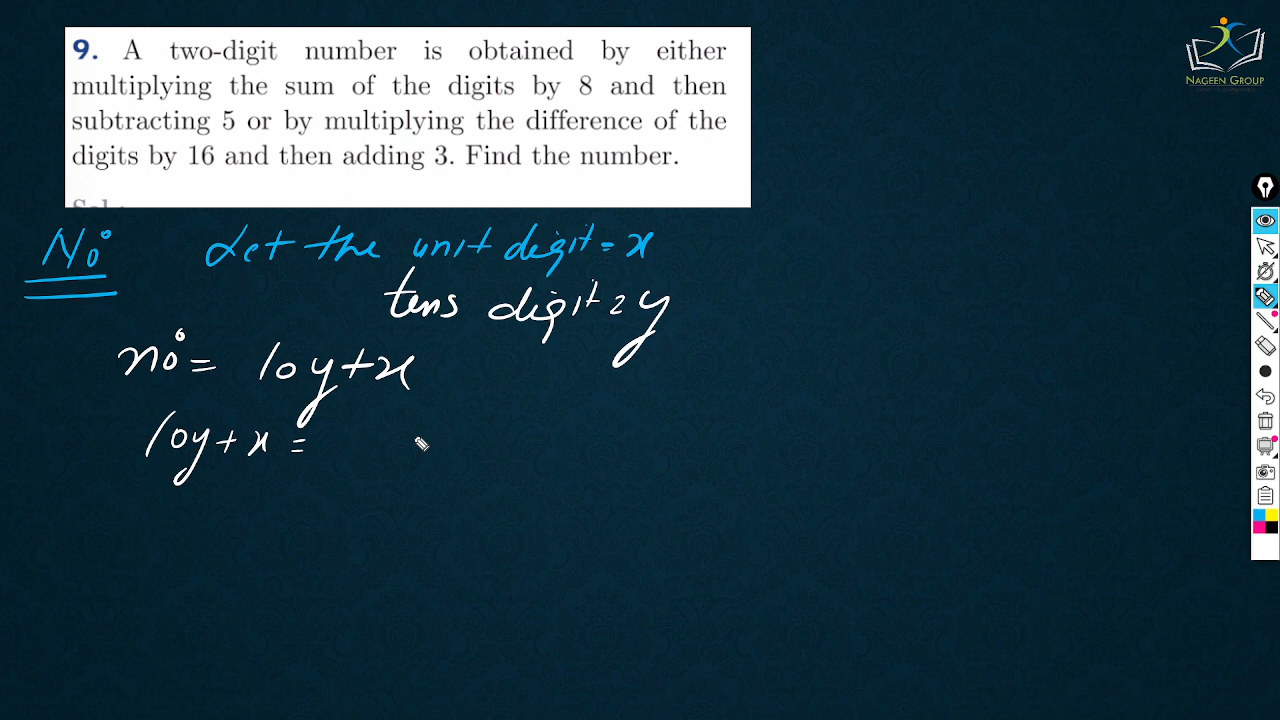 9. A two-digit number is obtained by either
multiplying the sum of the digits by 8 and then
subtracting 5 or by multiplying the difference of the
digits by 16 and then adding 3. Find the number.
NAGEEN GROUP
No Let the unit digit = x
tens digit = y
no = 10y+x
10y+x =